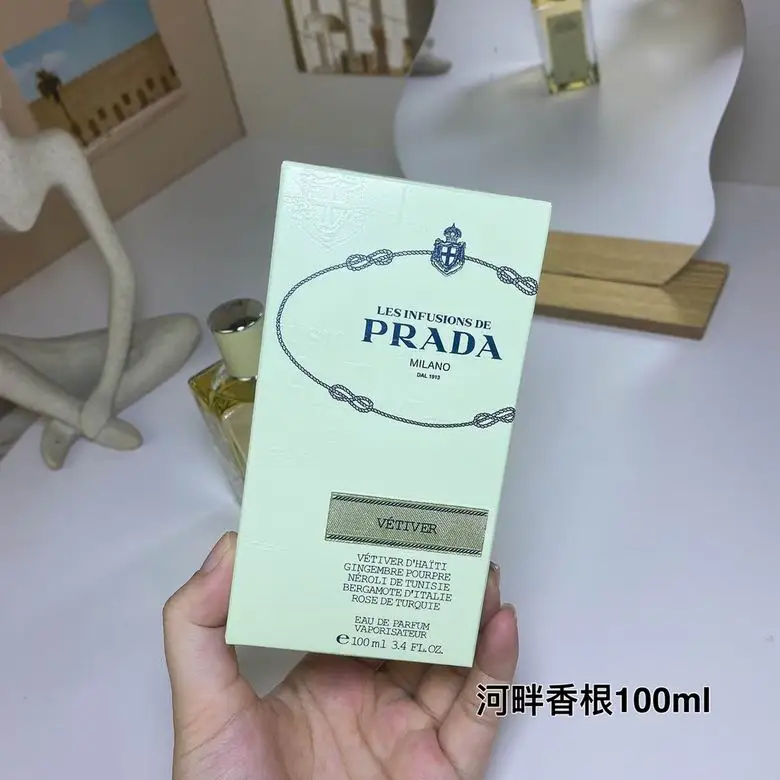 LES INFUSIONS DE
PRADA
MILANO
DAL 1913
VÉTIVER
VÉTIVER D'HAÏTI
GINGEMBRE POURPRE
NÉROLI DE TUNISIE
BERGAMOTE D'ITALIE
ROSE DE TURQUIE
EAU DE PARFUM
VAPORISATEUR
℮ 100 ml 3.4 FL.OZ.
河畔香根100ml